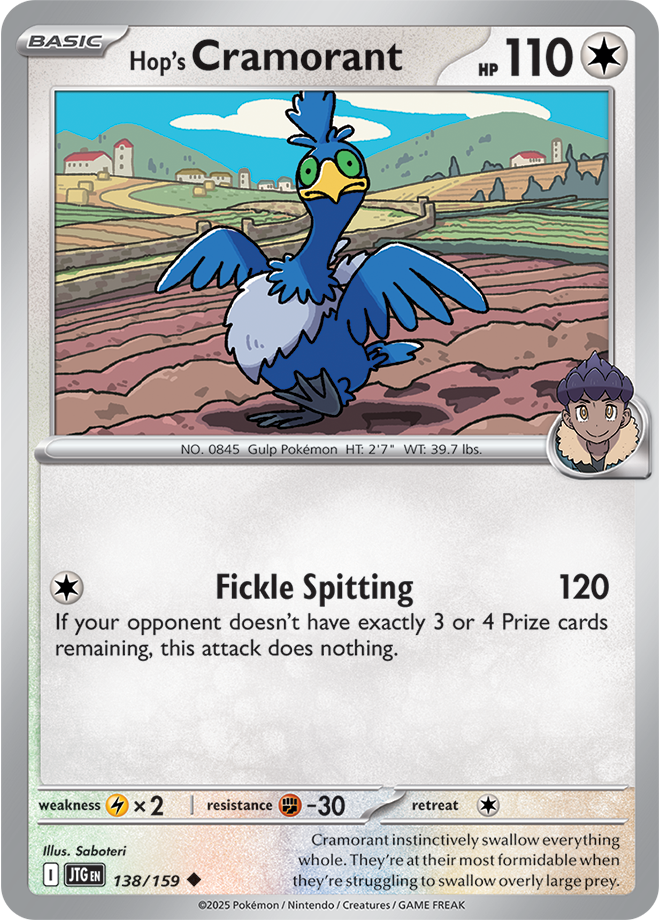 BASIC
Hop's Cramorant
HP 110
NO. 0845 Gulp Pokémon HT: 2'7" WT: 39.7 lbs.
Fickle Spitting 120
If your opponent doesn't have exactly 3 or 4 Prize cards
remaining, this attack does nothing.
weakness ×2 resistance -30 retreat
Illus. Saboteri
Cramorant instinctively swallow everything
whole. They're at their most formidable when
they're struggling to swallow overly large prey.
I JTG EN 138/159
©2025 Pokémon / Nintendo / Creatures / GAME FREAK